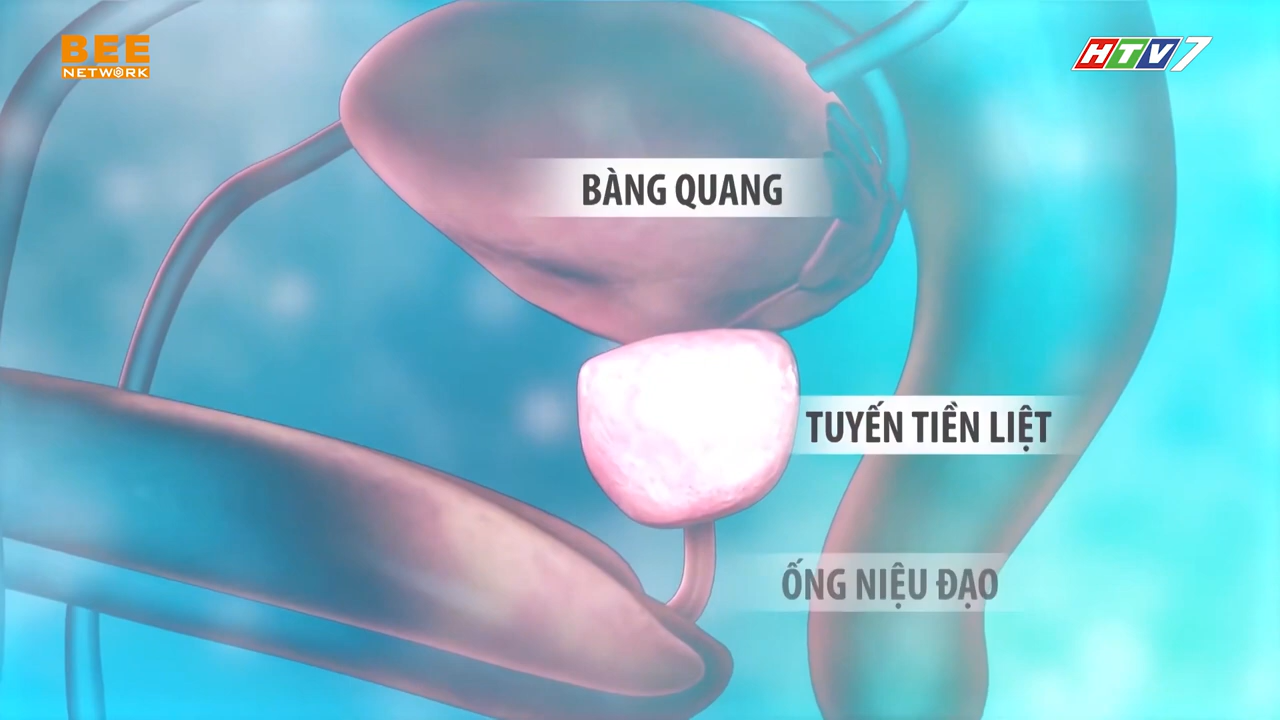 BEE
NETWORK
HTV7
BÀNG QUANG
TUYẾN TIỀN LIỆT
ỐNG NIỆU ĐẠO